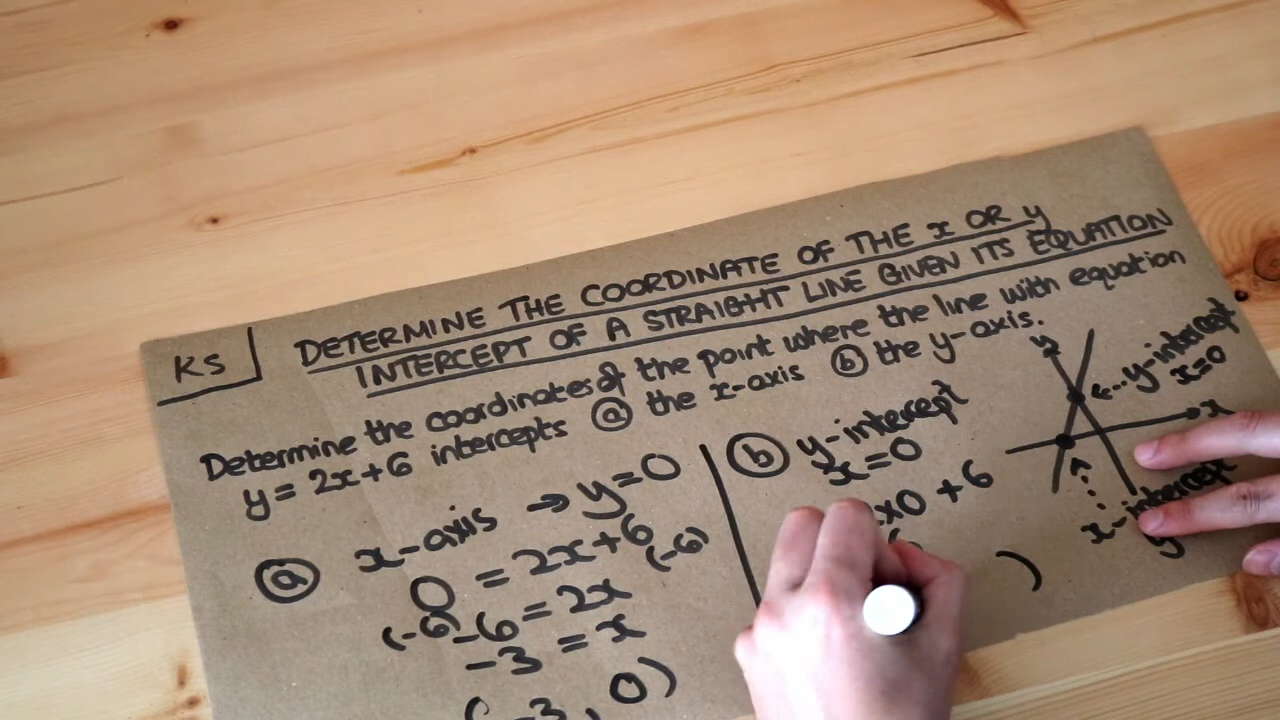 KS
DETERMINE THE COORDINATE OF THE x OR y
INTERCEPT OF A STRAIGHT LINE GIVEN ITS EQUATION
Determine the coordinates of the point where the line with equation
y = 2x+6 intercepts ⓐ the x-axis ⓑ the y-axis.
ⓐ x-axis → y=0
0 = 2x+6
(-6) -6 = 2x (-6)
-3 = x
(-3, 0)
ⓑ y-intercept
x=0
x0 +6
)
y
x
←... y-intercept
x=0
x-intercept
y